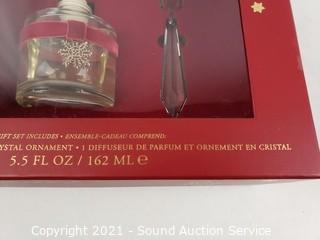 GIFT SET INCLUDES • ENSEMBLE-CADEAU COMPREND:
CRYSTAL ORNAMENT • 1 DIFFUSEUR DE PARFUM ET ORNEMENT EN CRISTAL
5.5 FL OZ / 162 ML ℮
Copyright 2021 - Sound Auction Service